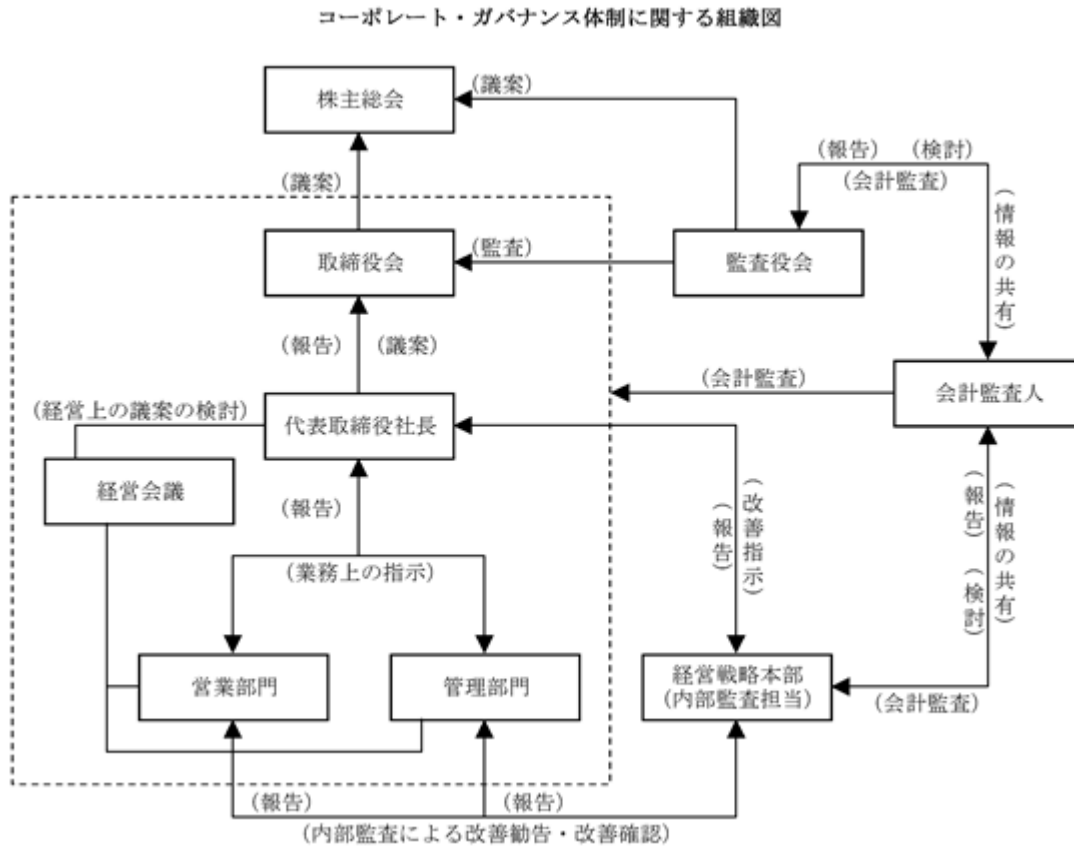 コーポレート・ガバナンス体制に関する組織図
株主総会
(議案)
(報告) (検討)
(会計監査)
(議案)
(情報の共有)
取締役会
(監査)
監査役会
(報告) (議案)
(会計監査)
会計監査人
(経営上の議案の検討)
代表取締役社長
経営会議
(報告)
(改善指示)
(報告)
(情報の共有)
(報告) (検討)
(業務上の指示)
営業部門
管理部門
経営戦略本部
(内部監査担当)
(会計監査)
(報告)
(報告)
(内部監査による改善勧告・改善確認)